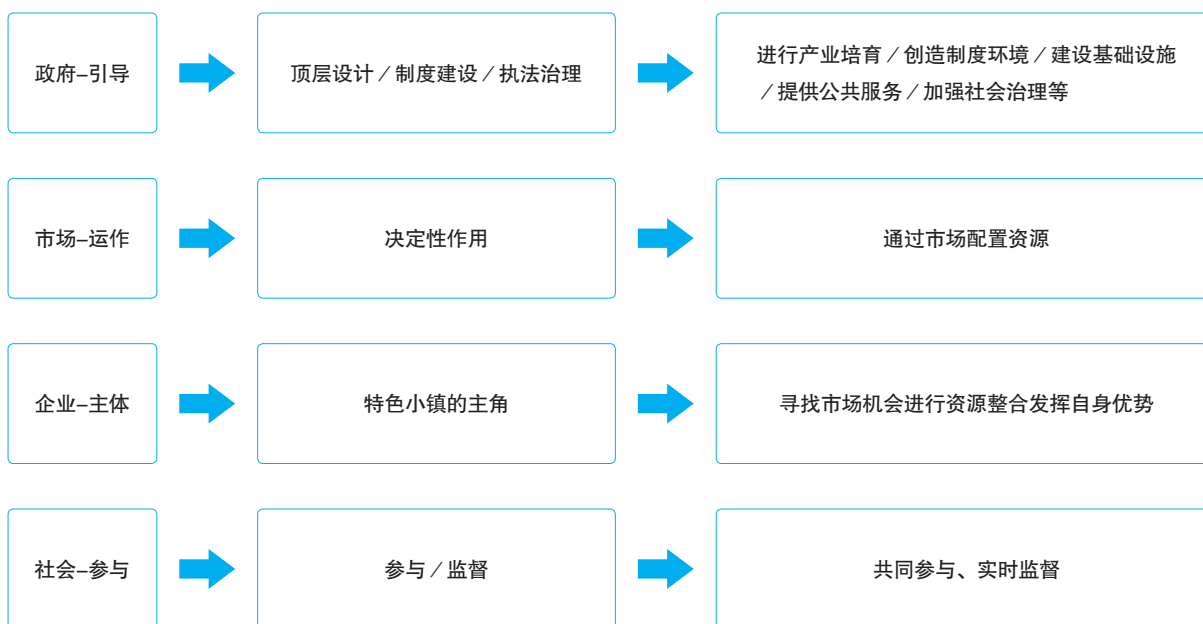 政府–引导
顶层设计／制度建设／执法治理
进行产业培育／创造制度环境／建设基础设施
／提供公共服务／加强社会治理等
市场–运作
决定性作用
通过市场配置资源
企业–主体
特色小镇的主角
寻找市场机会进行资源整合发挥自身优势
社会–参与
参与／监督
共同参与、实时监督